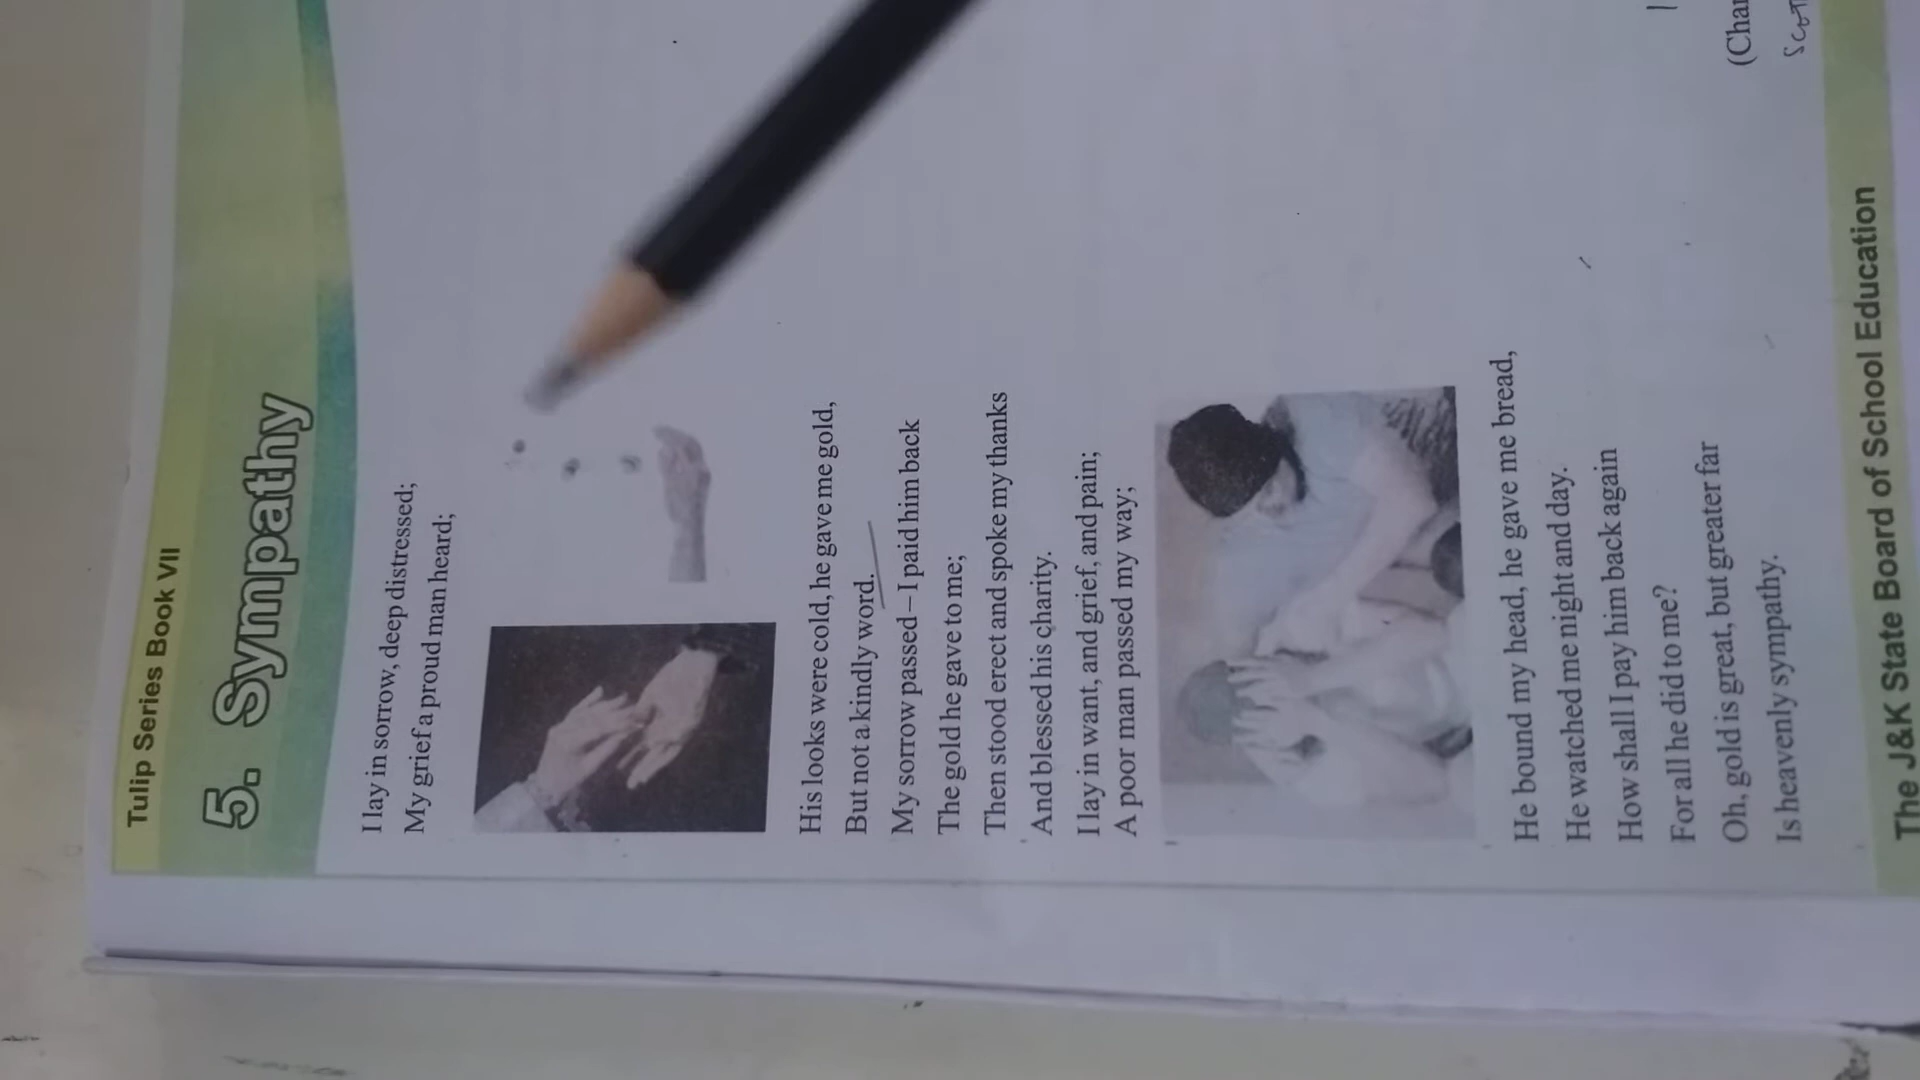 Tulip Series Book VII
5. Sympathy
I lay in sorrow, deep distressed;
My grief a proud man heard;
His looks were cold, he gave me gold,
But not a kindly word.
My sorrow passed – I paid him back
The gold he gave to me;
Then stood erect and spoke my thanks
And blessed his charity.
I lay in want, and grief, and pain;
A poor man passed my way;
He bound my head, he gave me bread,
He watched me night and day.
How shall I pay him back again
For all he did to me?
Oh, gold is great, but greater far
Is heavenly sympathy.
The J&K State Board of School Education